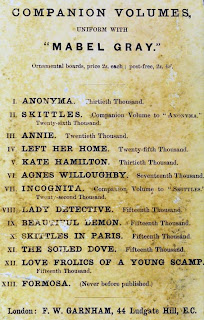 COMPANION VOLUMES,
UNIFORM WITH
"MABEL GRAY."
Ornamental boards, price 2s. each; post-free, 2s.
I. ANONYMA. Thirtieth Thousand.
II. SKITTLES. Companion Volume to "ANONYMA."
Twenty-sixth Thousand.
III. ANNIE. Twentieth Thousand.
IV. LEFT HER HOME. Twenty-fifth Thousand.
V. KATE HAMILTON. Thirtieth Thousand.
VI. AGNES WILLOUGHBY. Seventeenth Thousand.
VII. INCOGNITA. Companion Volume to "SKITTLES."
Twenty-second Thousand.
VIII. LADY DETECTIVE. Fifteenth Thousand.
IX. BEAUTIFUL DEMON. Fifteenth Thousand.
X. SKITTLES IN PARIS. Fifteenth Thousand.
XI. THE SOILED DOVE. Fifteenth Thousand.
XII. LOVE FROLICS OF A YOUNG SCAMP.
Fifteenth Thousand.
XIII. FORMOSA. (Never before published.)
London: F. W. GARNHAM, 44 Ludgate Hill, E.C.